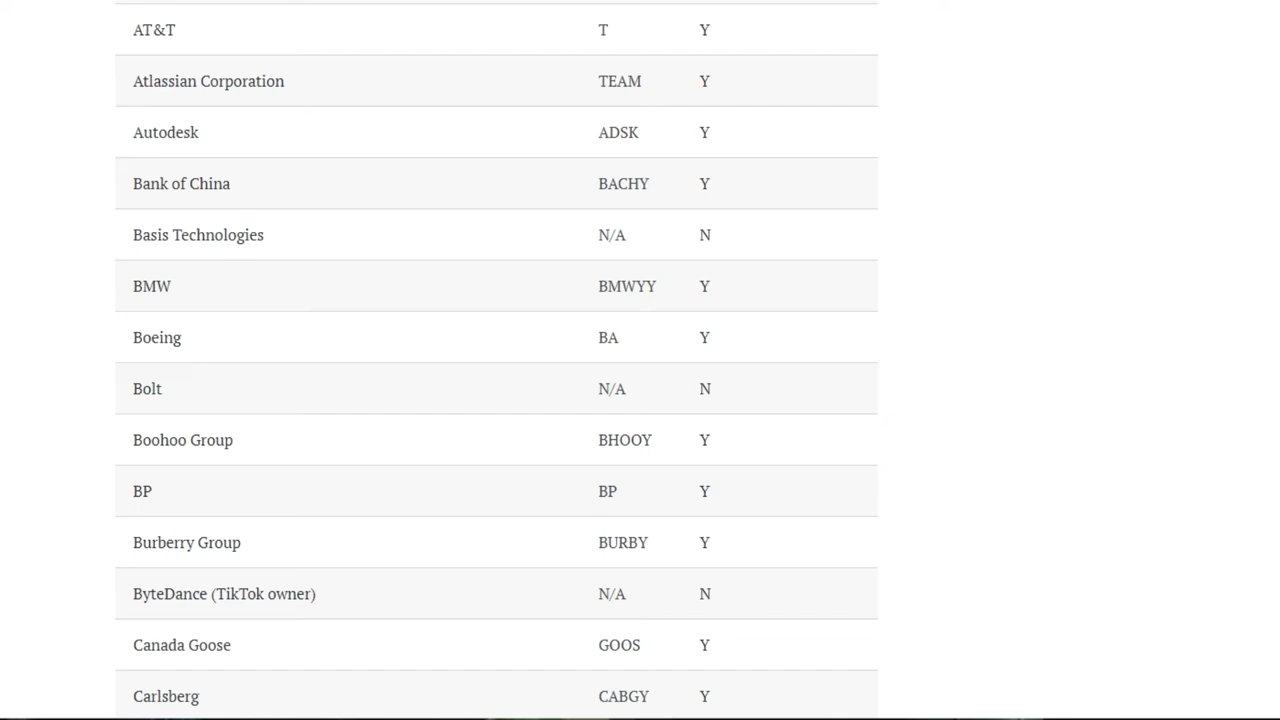 AT&T T Y
Atlassian Corporation TEAM Y
Autodesk ADSK Y
Bank of China BACHY Y
Basis Technologies N/A N
BMW BMWYY Y
Boeing BA Y
Bolt N/A N
Boohoo Group BHOOY Y
BP BP Y
Burberry Group BURBY Y
ByteDance (TikTok owner) N/A N
Canada Goose GOOS Y
Carlsberg CABGY Y